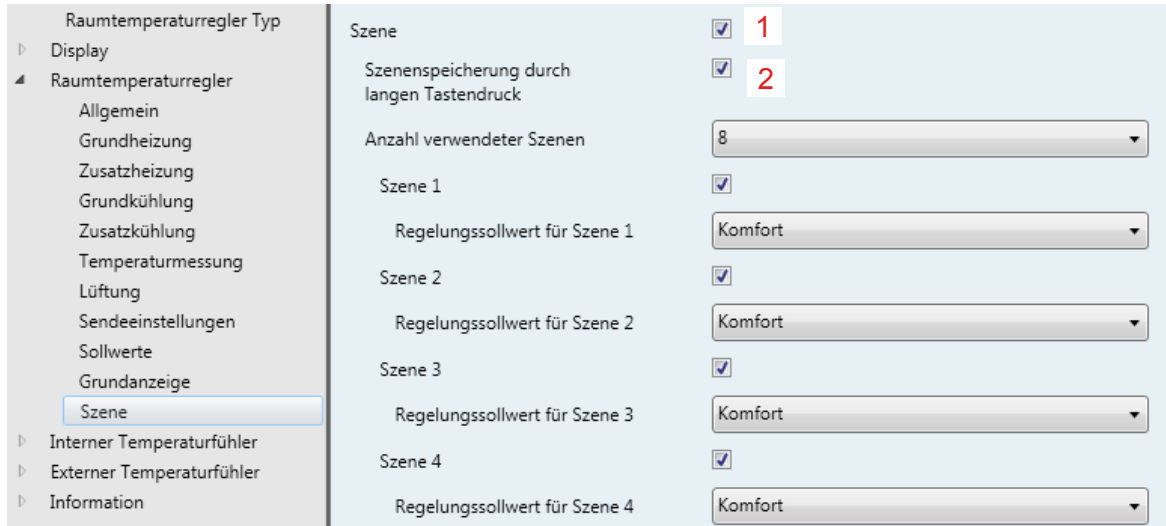 Raumtemperaturregler Typ
Display
Raumtemperaturregler
Allgemein
Grundheizung
Zusatzheizung
Grundkühlung
Zusatzkühlung
Temperaturmessung
Lüftung
Sendeeinstellungen
Sollwerte
Grundanzeige
Szene
Interner Temperaturfühler
Externer Temperaturfühler
Information
Szene 1
Szenenspeicherung durch
langen Tastendruck 2
Anzahl verwendeter Szenen 8
Szene 1
Regelungssollwert für Szene 1 Komfort
Szene 2
Regelungssollwert für Szene 2 Komfort
Szene 3
Regelungssollwert für Szene 3 Komfort
Szene 4
Regelungssollwert für Szene 4 Komfort